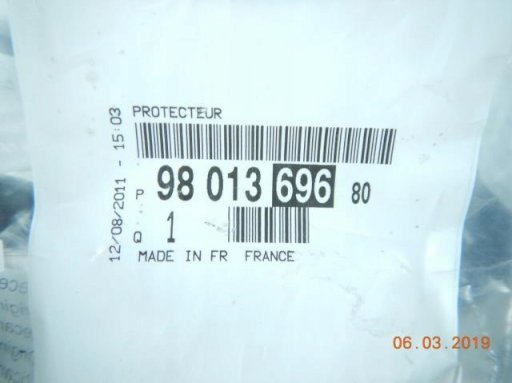 PROTECTEUR
12/08/2011 - 15:03
P 98 013 696 80
Q 1
MADE IN FR FRANCE
06.03.2019